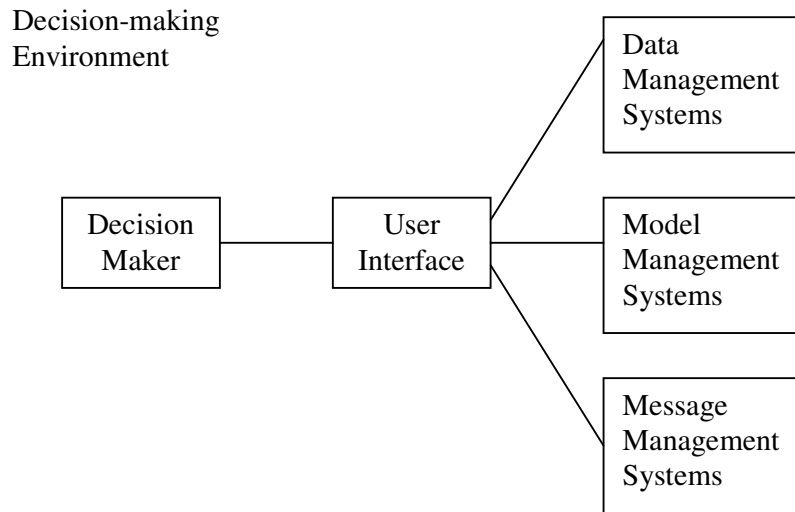 Decision-making
Environment
Data
Management
Systems
Decision
Maker
User
Interface
Model
Management
Systems
Message
Management
Systems